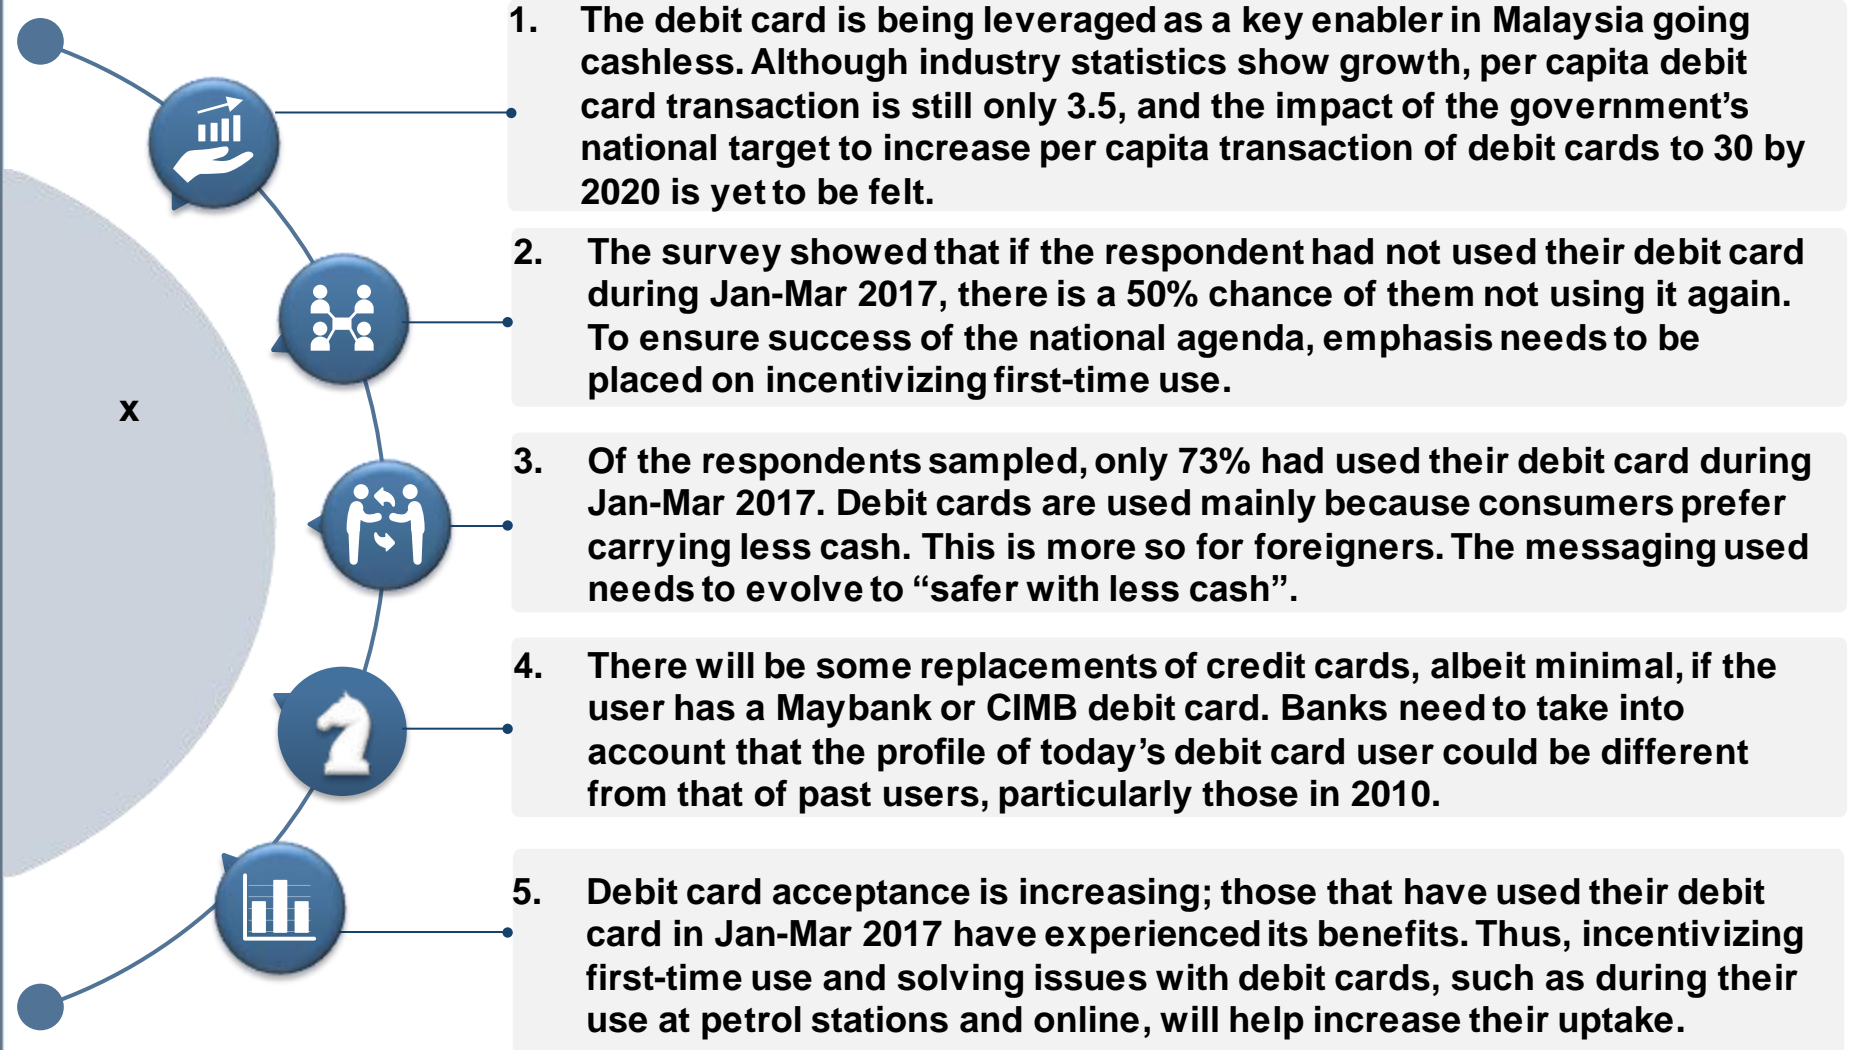 1. The debit card is being leveraged as a key enabler in Malaysia going
cashless. Although industry statistics show growth, per capita debit
card transaction is still only 3.5, and the impact of the government’s
national target to increase per capita transaction of debit cards to 30 by
2020 is yet to be felt.
2. The survey showed that if the respondent had not used their debit card
during Jan-Mar 2017, there is a 50% chance of them not using it again.
To ensure success of the national agenda, emphasis needs to be
placed on incentivizing first-time use.
x
3. Of the respondents sampled, only 73% had used their debit card during
Jan-Mar 2017. Debit cards are used mainly because consumers prefer
carrying less cash. This is more so for foreigners. The messaging used
needs to evolve to “safer with less cash”.
4. There will be some replacements of credit cards, albeit minimal, if the
user has a Maybank or CIMB debit card. Banks need to take into
account that the profile of today’s debit card user could be different
from that of past users, particularly those in 2010.
5. Debit card acceptance is increasing; those that have used their debit
card in Jan-Mar 2017 have experienced its benefits. Thus, incentivizing
first-time use and solving issues with debit cards, such as during their
use at petrol stations and online, will help increase their uptake.